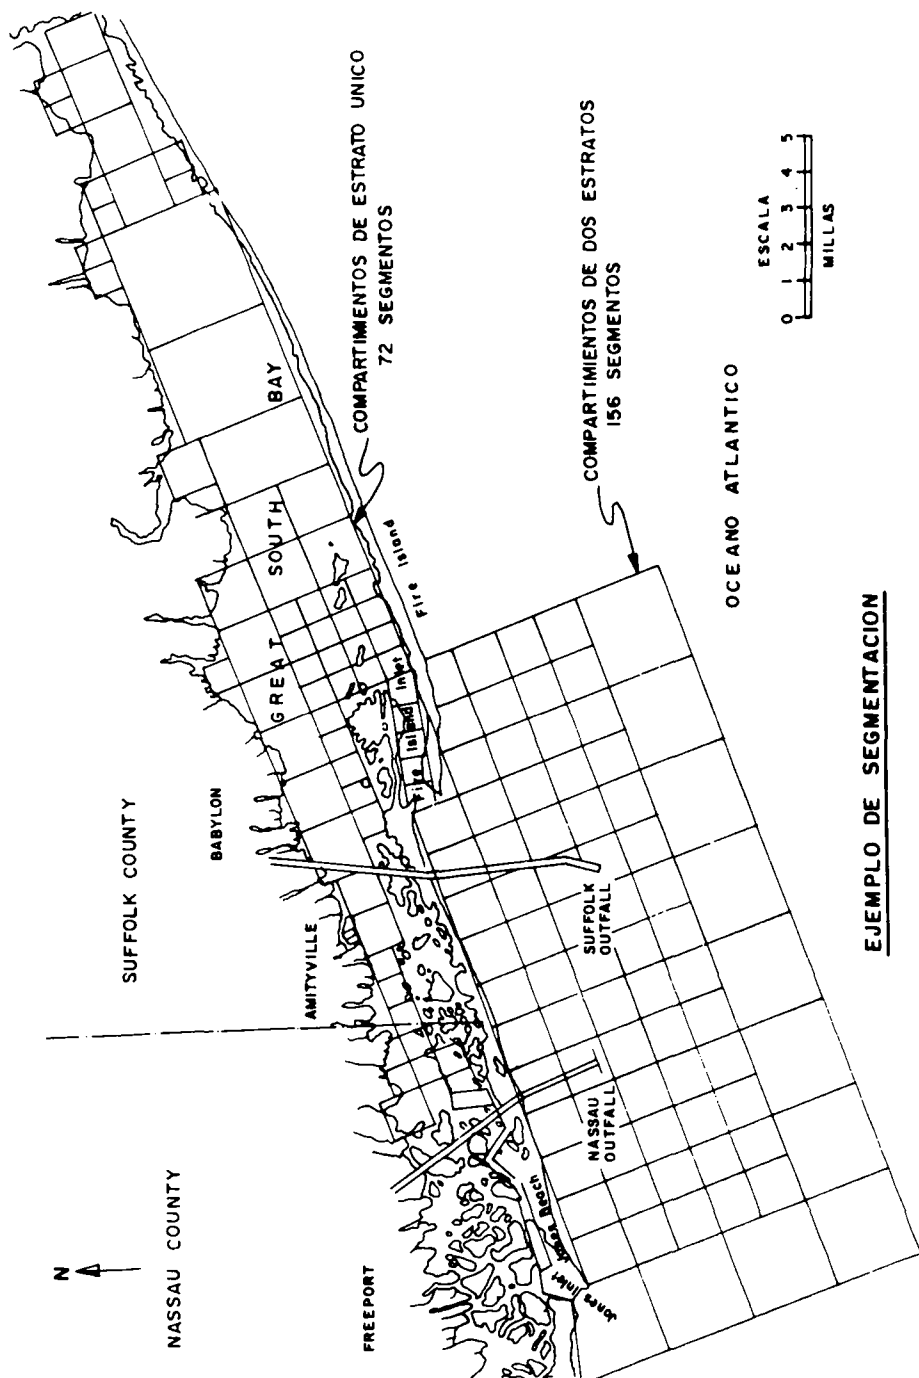 N
NASSAU COUNTY
SUFFOLK COUNTY
FREEPORT
AMITYVILLE
BABYLON
GREAT SOUTH BAY
Jones Inlet
Jones Beach
Fire Island Inlet
Fire Island
COMPARTIMIENTOS DE ESTRATO UNICO
72 SEGMENTOS
COMPARTIMIENTOS DE DOS ESTRATOS
156 SEGMENTOS
NASSAU
OUTFALL
SUFFOLK
OUTFALL
OCEANO ATLANTICO
ESCALA
0 1 2 3 4 5
MILLAS
EJEMPLO DE SEGMENTACION